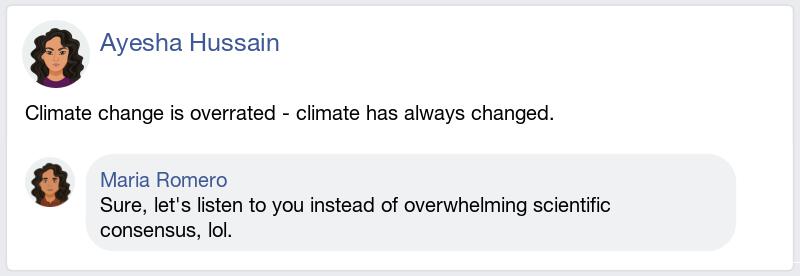 Ayesha Hussain
Climate change is overrated - climate has always changed.
Maria Romero
Sure, let's listen to you instead of overwhelming scientific
consensus, lol.